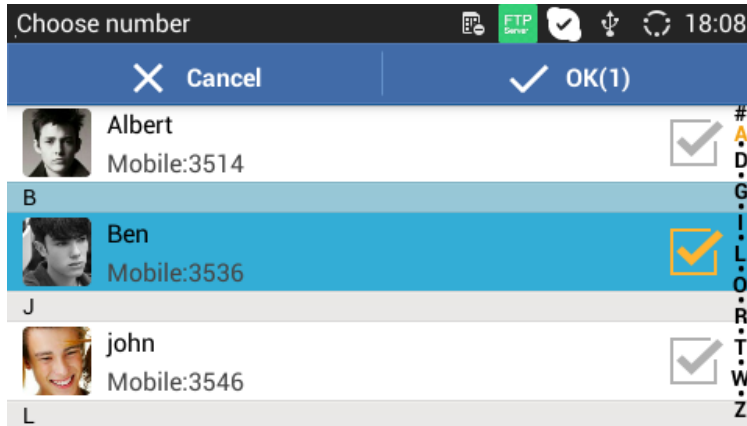 Choose number
FTP
Server
18:08
Cancel
OK(1)
Albert
Mobile:3514
B
Ben
Mobile:3536
J
john
Mobile:3546
L
#
A
D
G
I
L
O
R
T
W
Z